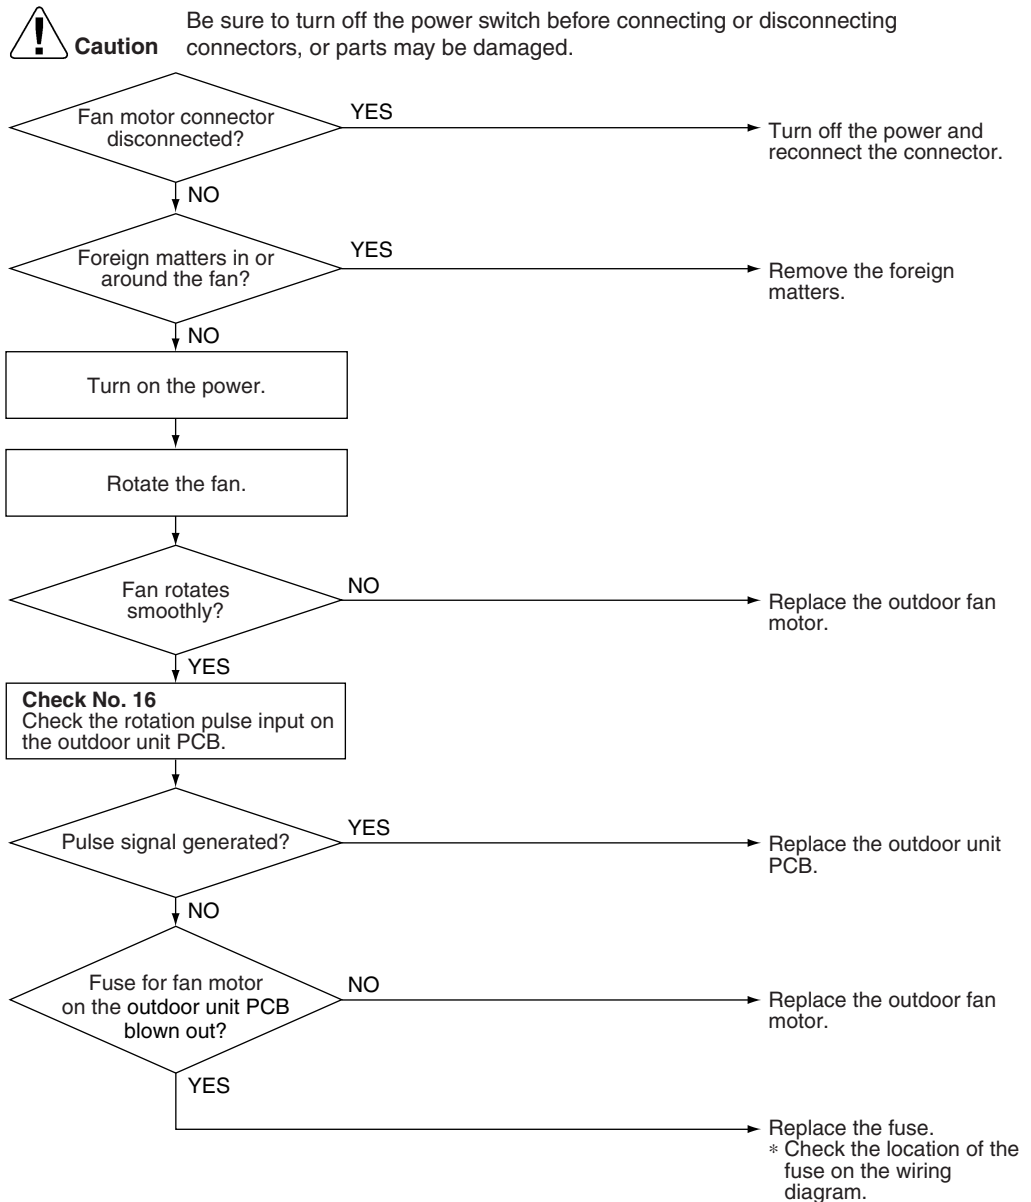 Be sure to turn off the power switch before connecting or disconnecting
! Caution connectors, or parts may be damaged.
Fan motor connector
disconnected?
YES
Turn off the power and
reconnect the connector.
NO
Foreign matters in or
around the fan?
YES
Remove the foreign
matters.
NO
Turn on the power.
Rotate the fan.
Fan rotates
smoothly?
NO
Replace the outdoor fan
motor.
YES
Check No. 16
Check the rotation pulse input on
the outdoor unit PCB.
Pulse signal generated?
YES
Replace the outdoor unit
PCB.
NO
Fuse for fan motor
on the outdoor unit PCB
blown out?
NO
Replace the outdoor fan
motor.
YES
Replace the fuse.
* Check the location of the
fuse on the wiring
diagram.